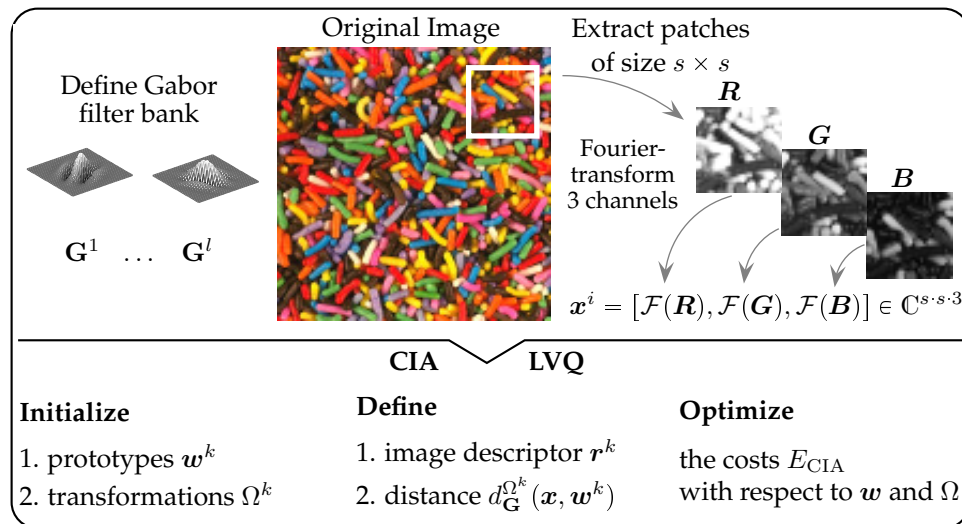 Define Gabor
filter bank
G^1 … G^l
Original Image
Extract patches
of size s × s
R
G
B
Fourier-
transform
3 channels
x^i = [F(R), F(G), F(B)] ∈ ℂ^{s·s·3}
CIA LVQ
Initialize
1. prototypes w^k
2. transformations Ω^k
Define
1. image descriptor r^k
2. distance d_G^{Ω^k}(x, w^k)
Optimize
the costs E_CIA
with respect to w and Ω